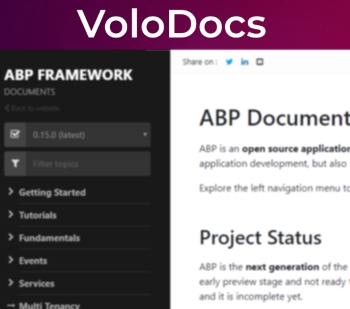 VoloDocs
Share on :
ABP FRAMEWORK
DOCUMENTS
Back to website
0.15.0 (latest)
Filter topics
Getting Started
Tutorials
Fundamentals
Events
Services
Multi Tenancy
ABP Document
ABP is an open source application
application development, but also
Explore the left navigation menu to
Project Status
ABP is the next generation of the
early preview stage and not ready
and it is incomplete yet.